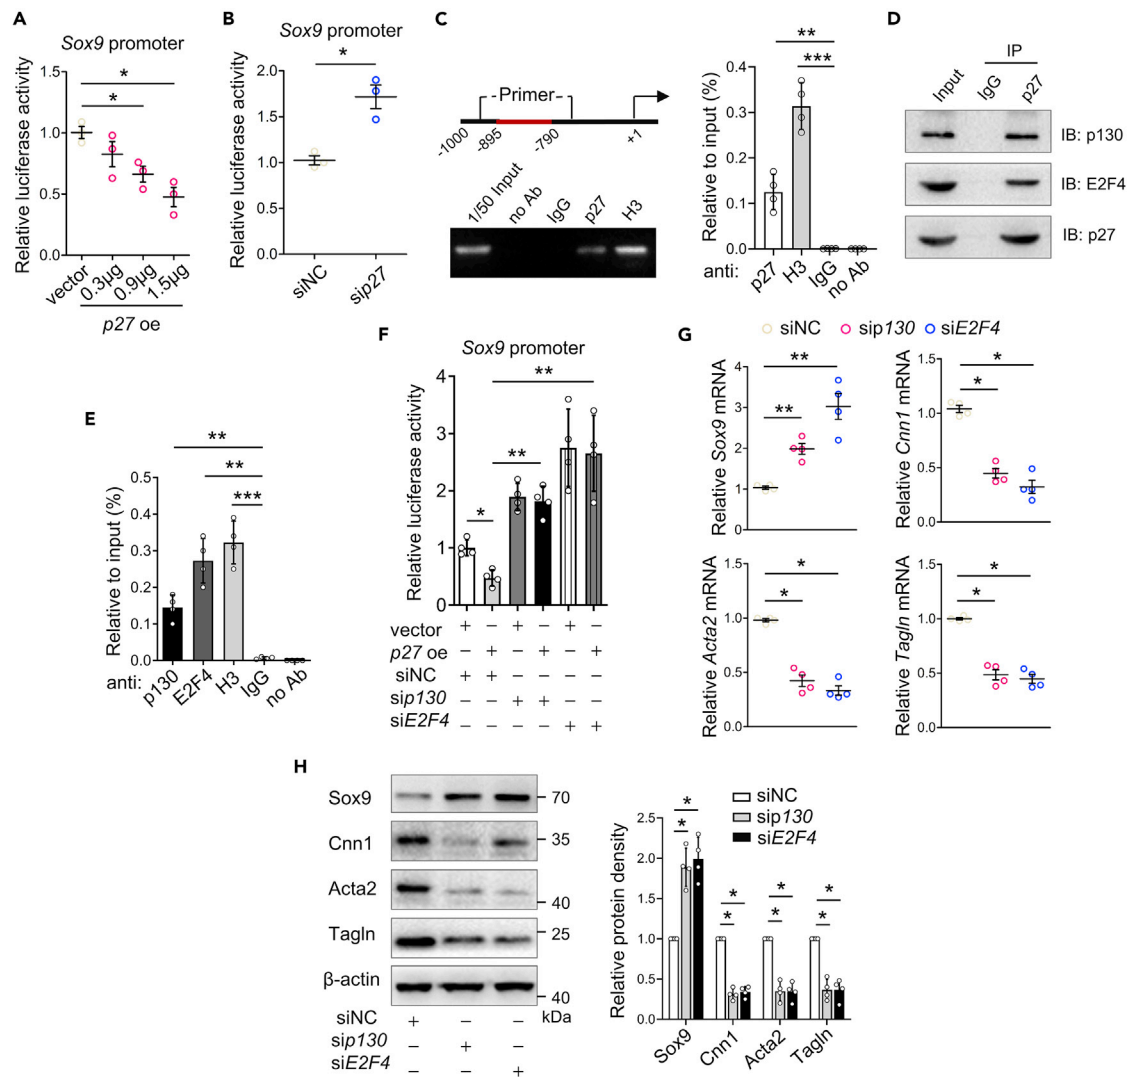 A
Sox9 promoter
Relative luciferase activity
1.5
1.0
0.5
0.0
*
*
vector
0.3μg
0.9μg
1.5μg
p27 oe
B
Sox9 promoter
Relative luciferase activity
2.0
1.5
1.0
0.5
0.0
*
siNC
sip27
C
Primer
-1000
-895
-790
+1
1/50 Input
no Ab
IgG
p27
H3
Relative to input (%)
0.4
0.3
0.2
0.1
0.0
**
***
anti:
p27
H3
IgG
no Ab
D
IP
Input
IgG
p27
IB: p130
IB: E2F4
IB: p27
E
Relative to input (%)
0.5
0.4
0.3
0.2
0.1
0.0
**
**
***
anti:
p130
E2F4
H3
IgG
no Ab
F
Sox9 promoter
Relative luciferase activity
4
3
2
1
0
**
**
*
vector + − + − + −
p27 oe − + − + − +
siNC + + − − − −
sip130 − − + + − −
siE2F4 − − − − + +
G
siNC sip130 siE2F4
Relative Sox9 mRNA
4
3
2
1
0
**
**
Relative Cnn1 mRNA
1.5
1.0
0.5
0.0
*
*
Relative Acta2 mRNA
1.5
1.0
0.5
0.0
*
*
Relative Tagln mRNA
1.5
1.0
0.5
0.0
*
*
H
Sox9
70
Cnn1
35
Acta2
40
Tagln
25
β-actin
40
kDa
siNC + − −
sip130 − + −
siE2F4 − − +
siNC
sip130
siE2F4
Relative protein density
2.5
2.0
1.5
1.0
0.5
0.0
*
*
*
*
*
*
*
*
Sox9
Cnn1
Acta2
Tagln